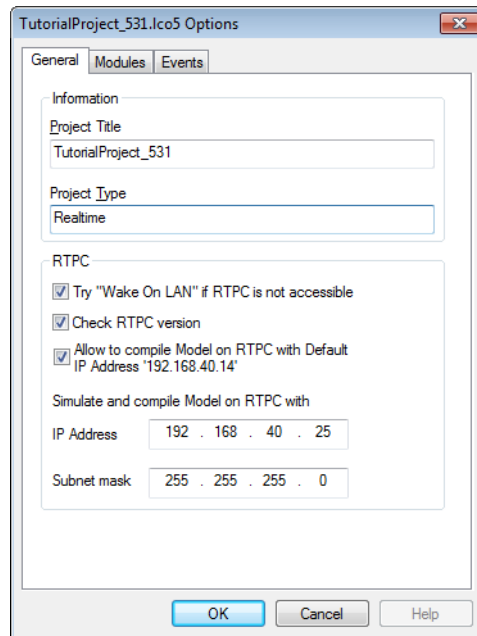 TutorialProject_531.lco5 Options
General Modules Events
Information
Project Title
TutorialProject_531
Project Type
Realtime
RTPC
Try "Wake On LAN" if RTPC is not accessible
Check RTPC version
Allow to compile Model on RTPC with Default
IP Address '192.168.40.14'
Simulate and compile Model on RTPC with
IP Address 192 . 168 . 40 . 25
Subnet mask 255 . 255 . 255 . 0
OK Cancel Help